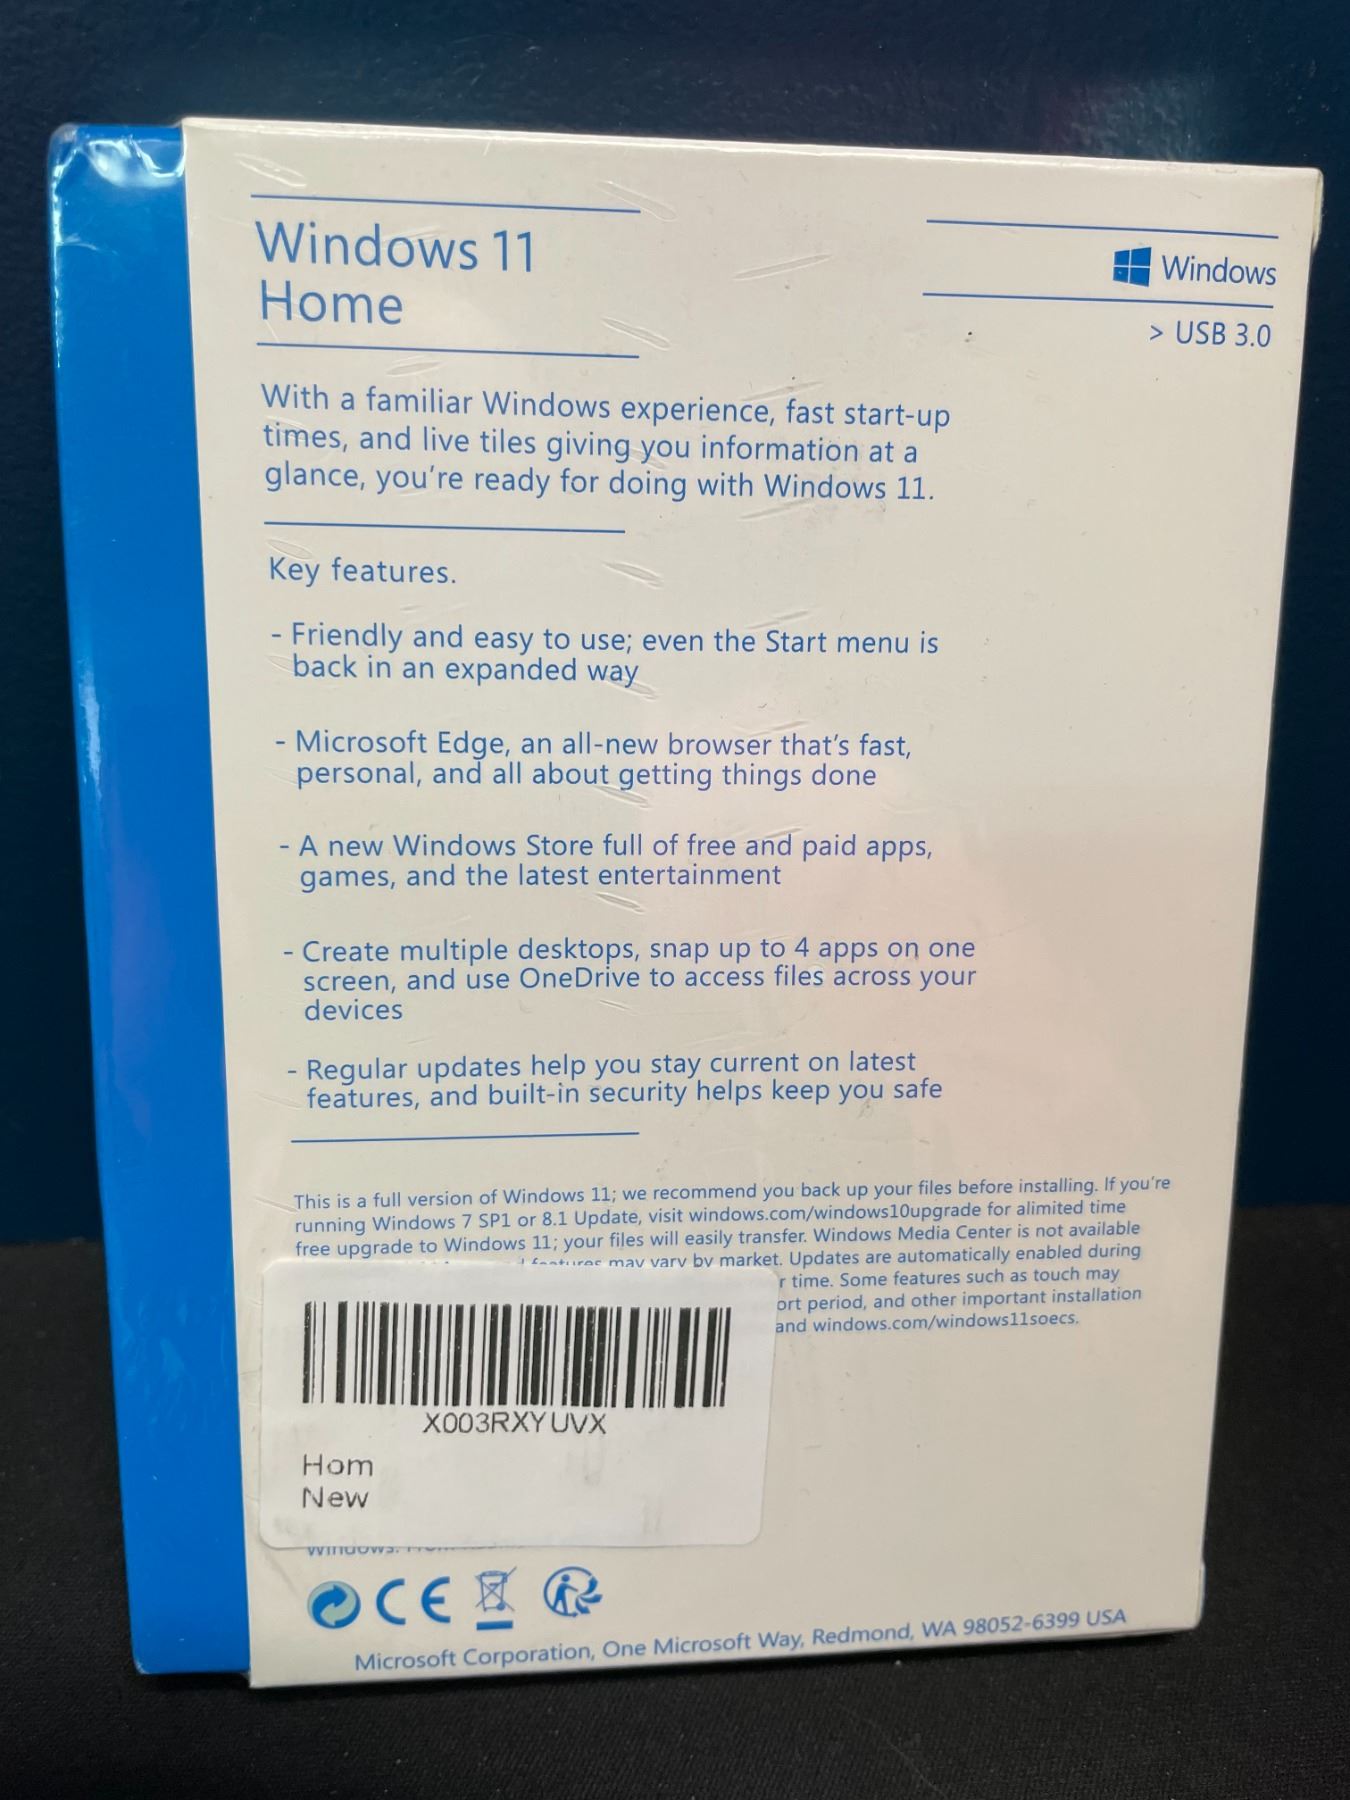 Windows 11
Home
Windows
> USB 3.0
With a familiar Windows experience, fast start-up
times, and live tiles giving you information at a
glance, you're ready for doing with Windows 11.
Key features.
- Friendly and easy to use; even the Start menu is
back in an expanded way
- Microsoft Edge, an all-new browser that's fast,
personal, and all about getting things done
- A new Windows Store full of free and paid apps,
games, and the latest entertainment
- Create multiple desktops, snap up to 4 apps on one
screen, and use OneDrive to access files across your
devices
- Regular updates help you stay current on latest
features, and built-in security helps keep you safe
This is a full version of Windows 11; we recommend you back up your files before installing. If you're
running Windows 7 SP1 or 8.1 Update, visit windows.com/windows10upgrade for alimited time
free upgrade to Windows 11; your files will easily transfer. Windows Media Center is not available
features may vary by market. Updates are automatically enabled during
time. Some features such as touch may
period, and other important installation
and windows.com/windows11soecs.
X003RXYUVX
Hom
New
Windows.
CE
Microsoft Corporation, One Microsoft Way, Redmond, WA 98052-6399 USA